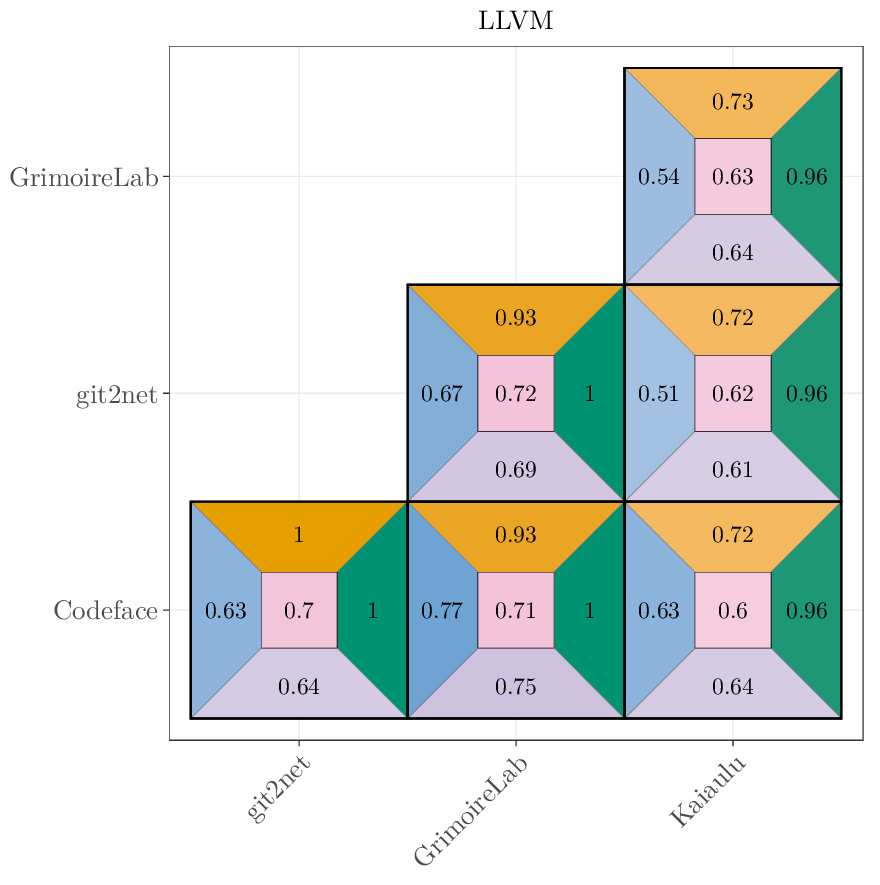 LLVM
0.73
GrimoireLab 0.54 0.63 0.96
0.64
0.93 0.72
git2net 0.67 0.72 1 0.51 0.62 0.96
0.69 0.61
1 0.93 0.72
Codeface 0.63 0.7 1 0.77 0.71 1 0.63 0.6 0.96
0.64 0.75 0.64
git2net GrimoireLab Kaiaulu